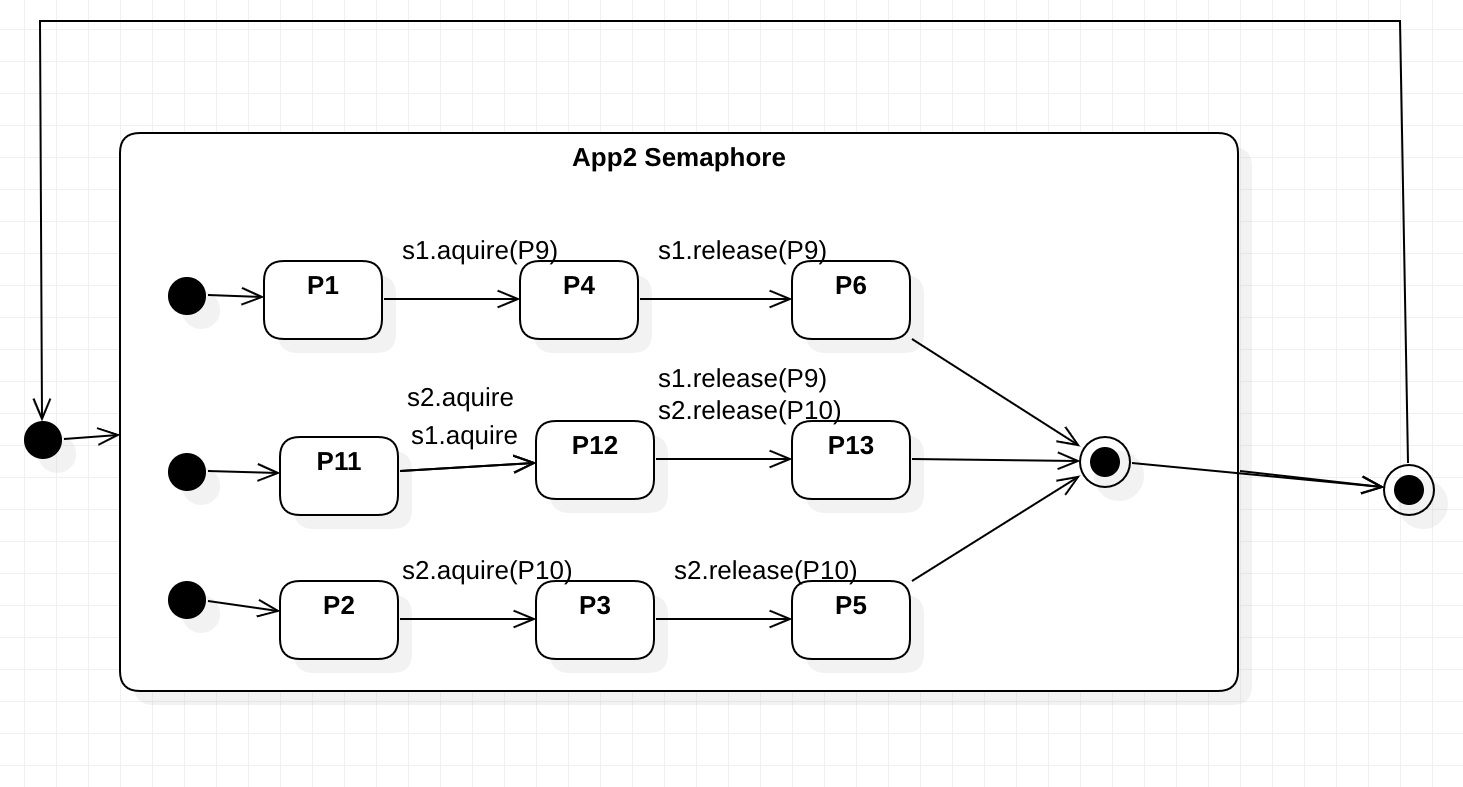 App2 Semaphore
s1.aquire(P9)
s1.release(P9)
P1
P4
P6
s2.aquire
s1.aquire
s1.release(P9)
s2.release(P10)
P11
P12
P13
s2.aquire(P10)
s2.release(P10)
P2
P3
P5